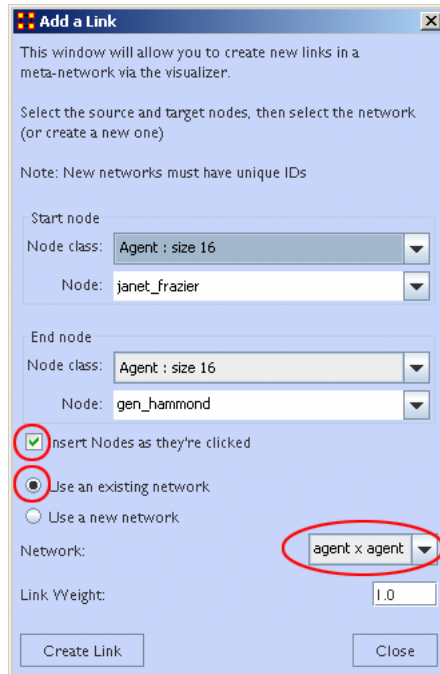 Add a Link
This window will allow you to create new links in a
meta-network via the visualizer.
Select the source and target nodes, then select the network
(or create a new one)
Note: New networks must have unique IDs
Start node
Node class: Agent : size 16
Node: janet_frazier
End node
Node class: Agent : size 16
Node: gen_hammond
Insert Nodes as they're clicked
Use an existing network
Use a new network
Network: agent x agent
Link Weight: 1.0
Create Link Close